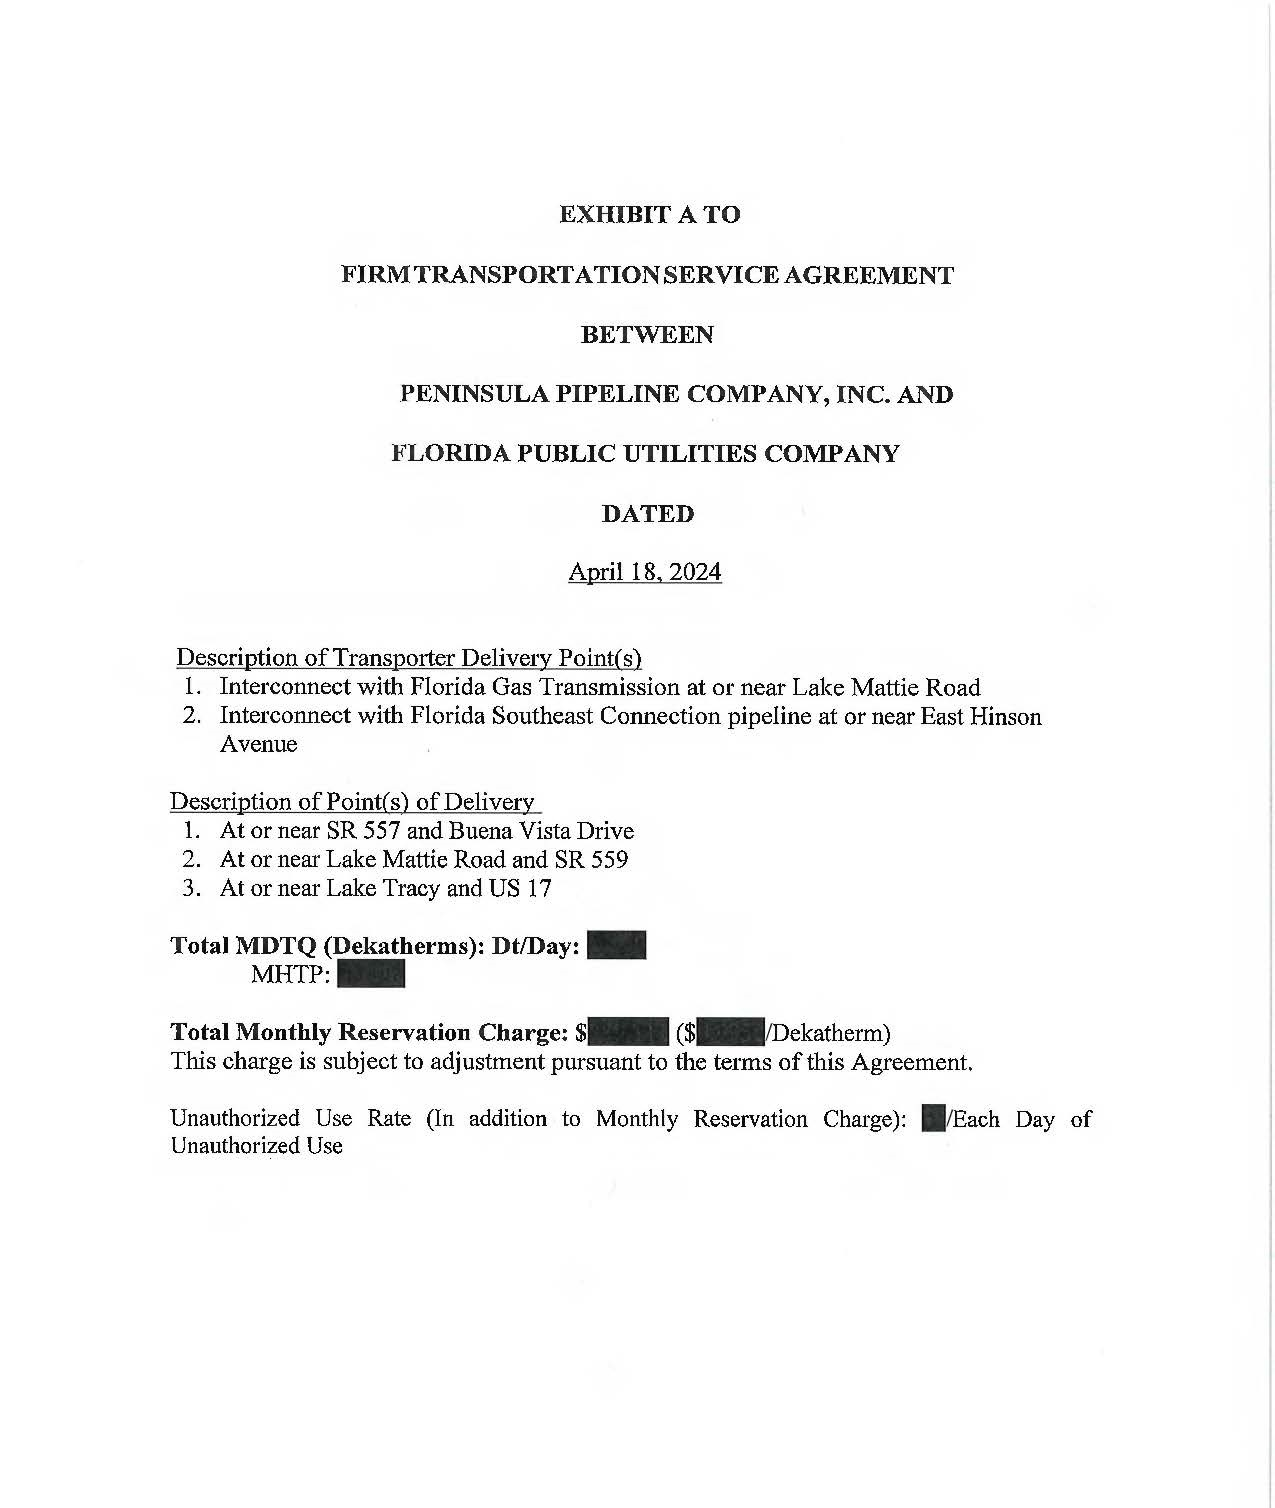 EXHIBIT A TO
FIRM TRANSPORTATION SERVICE AGREEMENT
BETWEEN
PENINSULA PIPELINE COMPANY, INC. AND
FLORIDA PUBLIC UTILITIES COMPANY
DATED
April 18, 2024
Description of Transporter Delivery Point(s)
1. Interconnect with Florida Gas Transmission at or near Lake Mattie Road
2. Interconnect with Florida Southeast Connection pipeline at or near East Hinson
Avenue
Description of Point(s) of Delivery
1. At or near SR 557 and Buena Vista Drive
2. At or near Lake Mattie Road and SR 559
3. At or near Lake Tracy and US 17
Total MDTQ (Dekatherms): Dt/Day:
MHTP:
Total Monthly Reservation Charge: $ ($ /Dekatherm)
This charge is subject to adjustment pursuant to the terms of this Agreement.
Unauthorized Use Rate (In addition to Monthly Reservation Charge): /Each Day of
Unauthorized Use